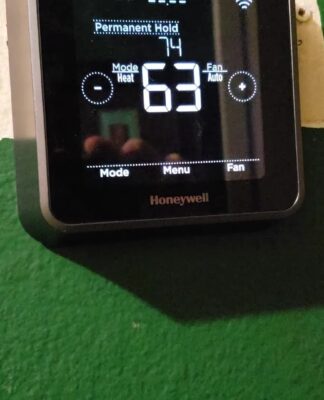 Permanent Hold
74
Mode Fan
Heat 63 Auto
- +
Mode Menu Fan
Honeywell